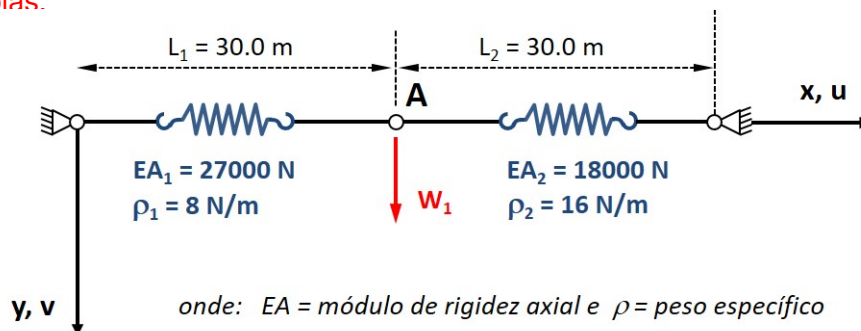 L₁ = 30.0 m L₂ = 30.0 m
A
x, u
EA₁ = 27000 N EA₂ = 18000 N
ρ₁ = 8 N/m W₁ ρ₂ = 16 N/m
y, v onde: EA = módulo de rigidez axial e ρ = peso específico